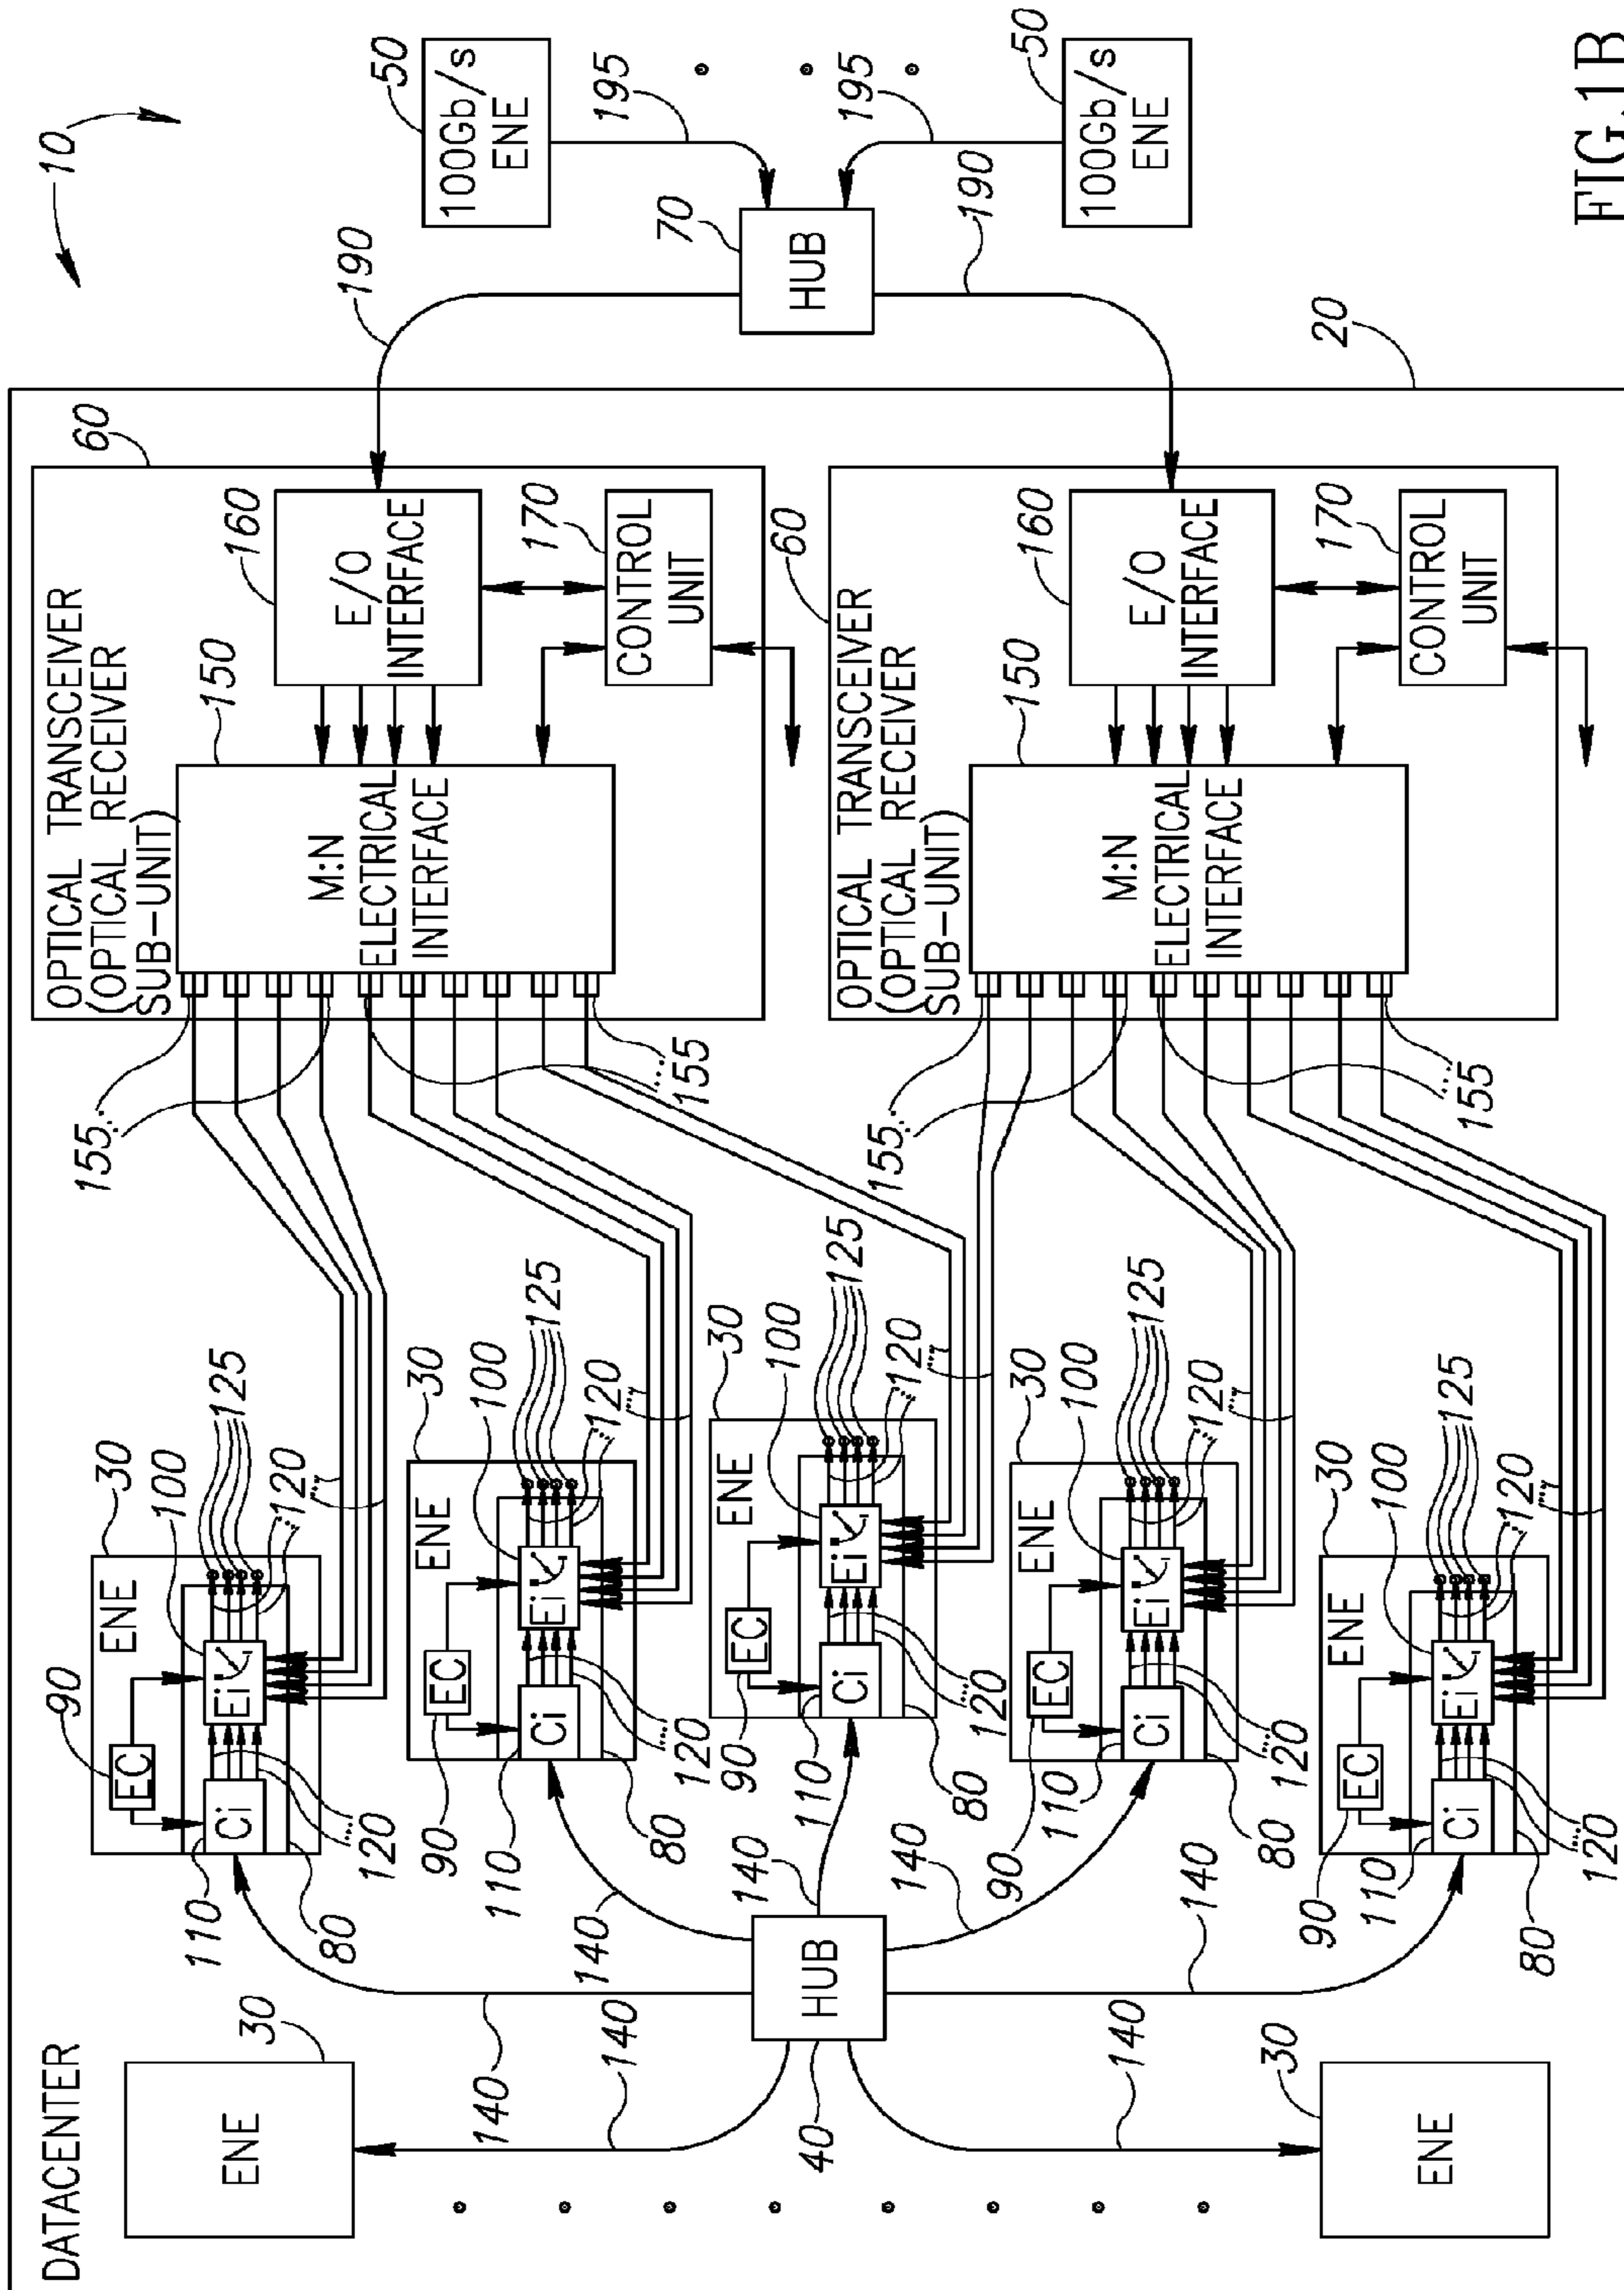 DATACENTER
ENE
30
ENE
30
HUB
40
140
140
140
140
140
140
140
ENE
30
EC
90
Ci
110
Ei
100
80
120
120
120
125
ENE
30
EC
90
Ci
110
Ei
100
80
120
120
120
125
ENE
30
EC
90
Ci
110
Ei
100
80
120
120
120
125
ENE
30
EC
90
Ci
110
Ei
100
80
120
120
120
125
ENE
30
EC
90
Ci
110
Ei
100
80
120
120
120
125
OPTICAL TRANSCEIVER
(OPTICAL RECEIVER
SUB-UNIT)
60
155
155
150
M:N
ELECTRICAL
INTERFACE
160
E/O
INTERFACE
170
CONTROL
UNIT
OPTICAL TRANSCEIVER
(OPTICAL RECEIVER
SUB-UNIT)
60
155
155
150
M:N
ELECTRICAL
INTERFACE
160
E/O
INTERFACE
170
CONTROL
UNIT
20
10
190
190
70
HUB
195
195
50
100Gb/s
ENE
50
100Gb/s
ENE
FIG.1B